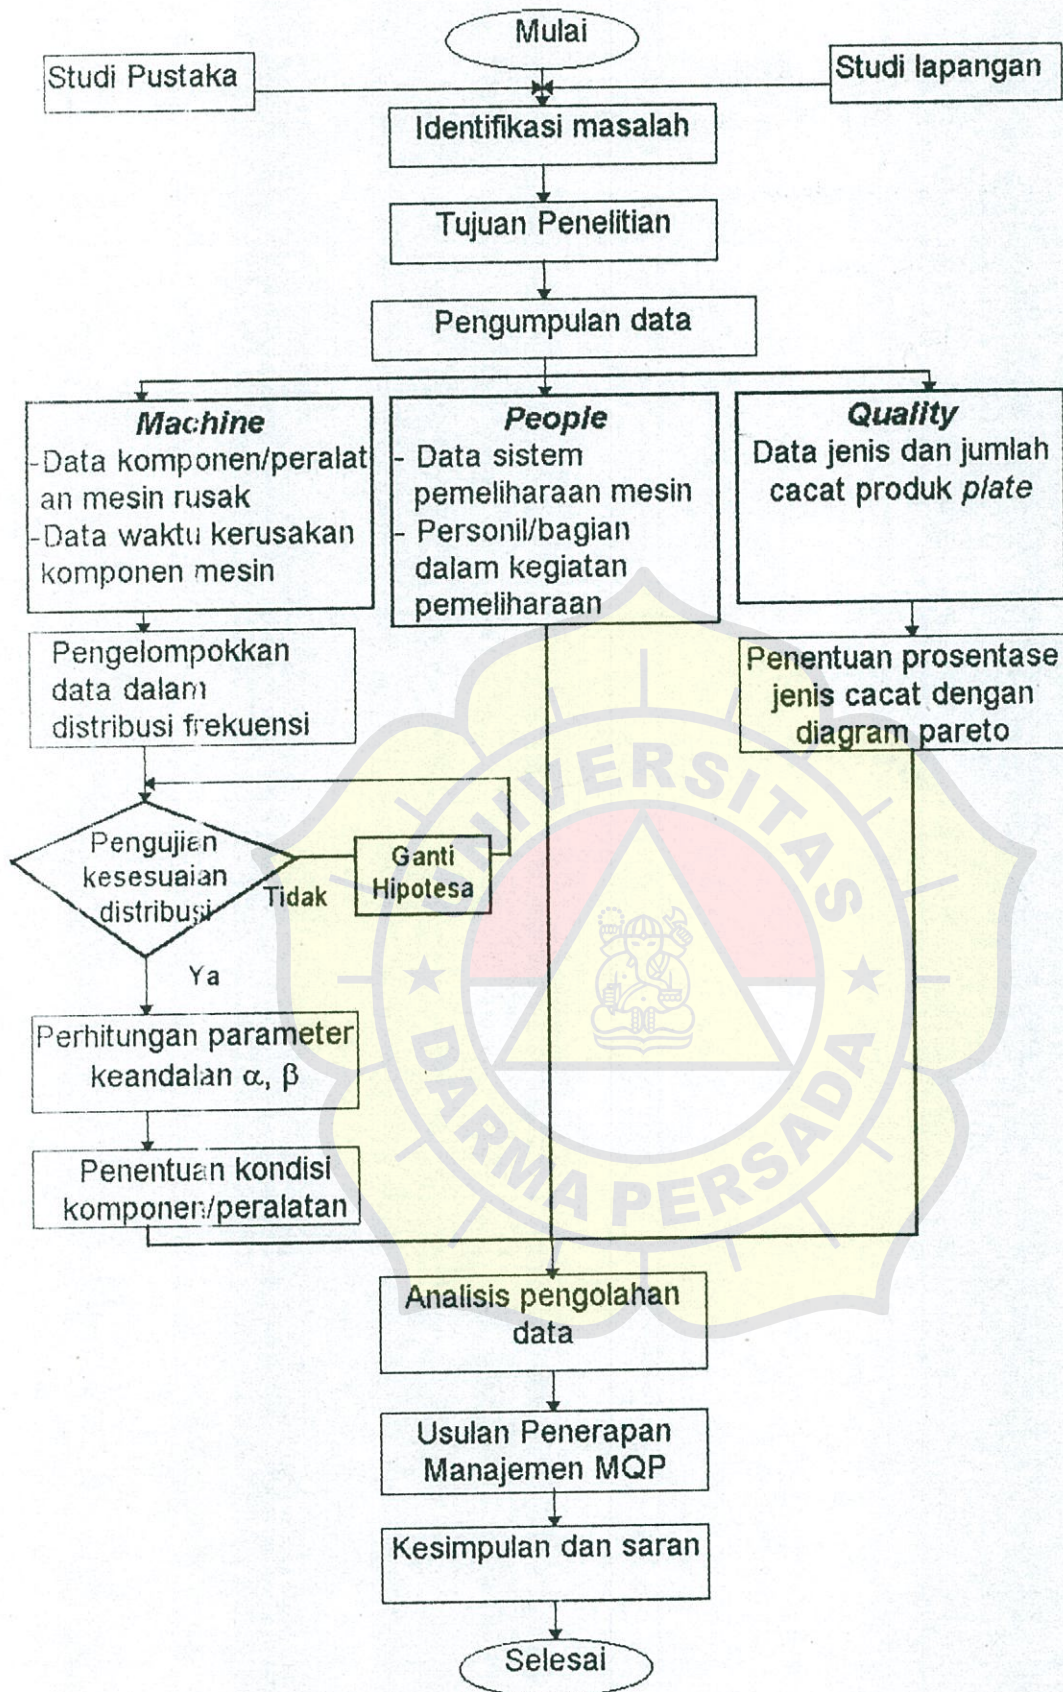 Mulai
Studi Pustaka
Studi lapangan
Identifikasi masalah
Tujuan Penelitian
Pengumpulan data
Machine
-Data komponen/peralat
an mesin rusak
-Data waktu kerusakan
komponen mesin
People
- Data sistem
pemeliharaan mesin
- Personil/bagian
dalam kegiatan
pemeliharaan
Quality
Data jenis dan jumlah
cacat produk plate
Pengelompokkan
data dalam
distribusi frekuensi
Penentuan prosentase
jenis cacat dengan
diagram pareto
Pengujian
kesesuaian
distribusi
Tidak
Ganti
Hipotesa
Ya
Perhitungan parameter
keandalan α, β
Penentuan kondisi
komponen/peralatan
Analisis pengolahan
data
Usulan Penerapan
Manajemen MQP
Kesimpulan dan saran
Selesai
UNIVERSITAS
DARMA PERSADA